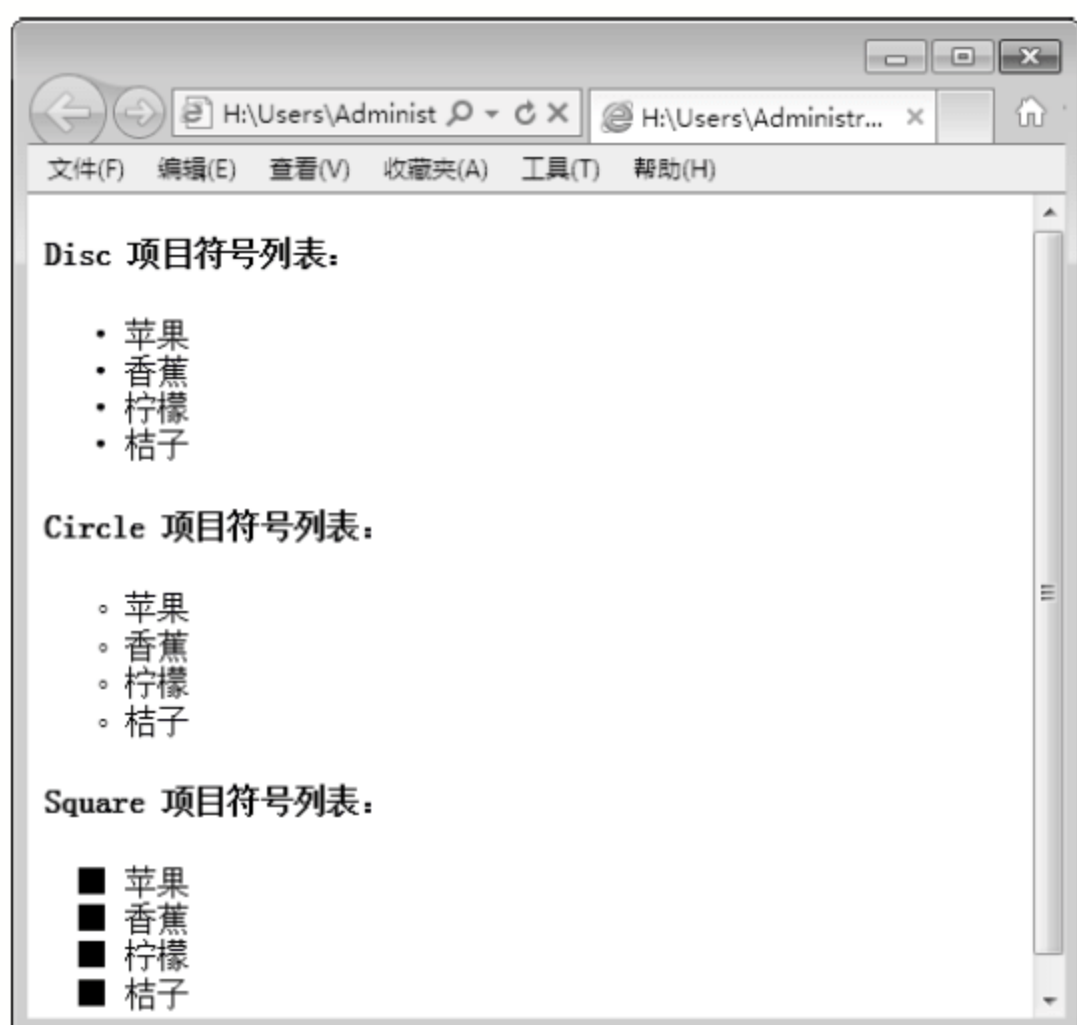 H:\Users\Administ
H:\Users\Administr...
文件(F) 编辑(E) 查看(V) 收藏夹(A) 工具(T) 帮助(H)
Disc 项目符号列表：
• 苹果
• 香蕉
• 柠檬
• 桔子
Circle 项目符号列表：
◦ 苹果
◦ 香蕉
◦ 柠檬
◦ 桔子
Square 项目符号列表：
■ 苹果
■ 香蕉
■ 柠檬
■ 桔子